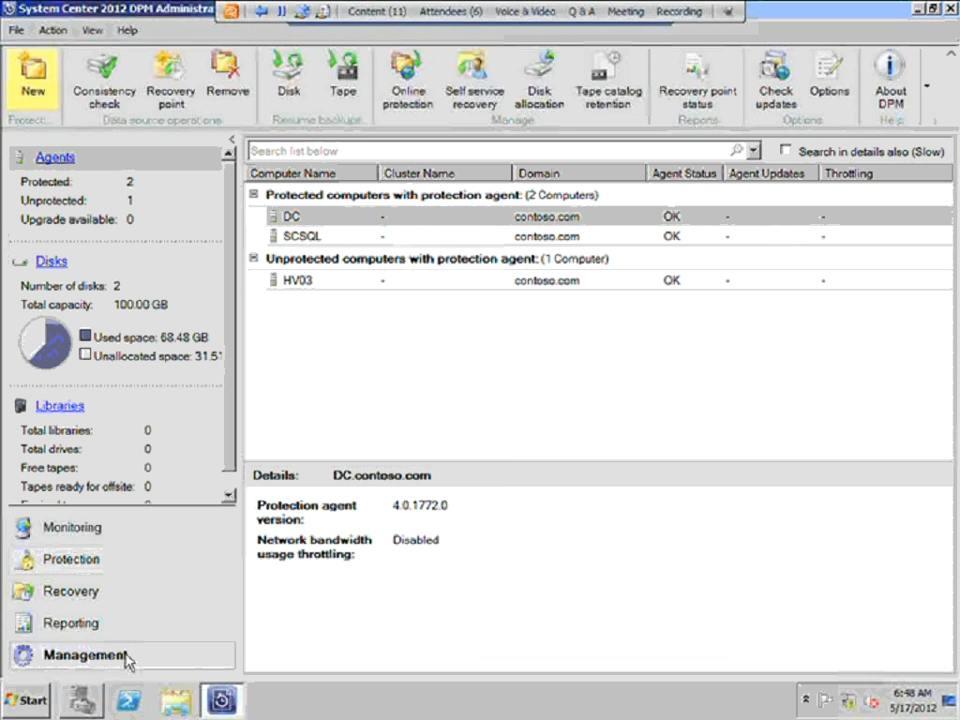 System Center 2012 DPM Administra
Content (11) Attendees (6) Voice & Video Q & A Meeting Recording
File Action View Help
New
Consistency check
Recovery point
Remove
Disk
Tape
Online protection
Self service recovery
Disk allocation
Tape catalog retention
Recovery point status
Check updates
Options
About DPM
Protect...
Data source operations
Resume backups
Manage
Reports
Options
Help
Agents
Protected: 2
Unprotected: 1
Upgrade available: 0
Disks
Number of disks: 2
Total capacity: 100.00 GB
Used space: 68.48 GB
Unallocated space: 31.5
Libraries
Total libraries: 0
Total drives: 0
Free tapes: 0
Tapes ready for offsite: 0
Monitoring
Protection
Recovery
Reporting
Management
Search list below
Search in details also (Slow)
Computer Name Cluster Name Domain Agent Status Agent Updates Throttling
Protected computers with protection agent: (2 Computers)
DC - contoso.com OK - -
SCSQL - contoso.com OK - -
Unprotected computers with protection agent: (1 Computer)
HV03 - contoso.com OK - -
Details: DC.contoso.com
Protection agent version: 4.0.1772.0
Network bandwidth usage throttling: Disabled
Start
6:48 AM
5/17/2012